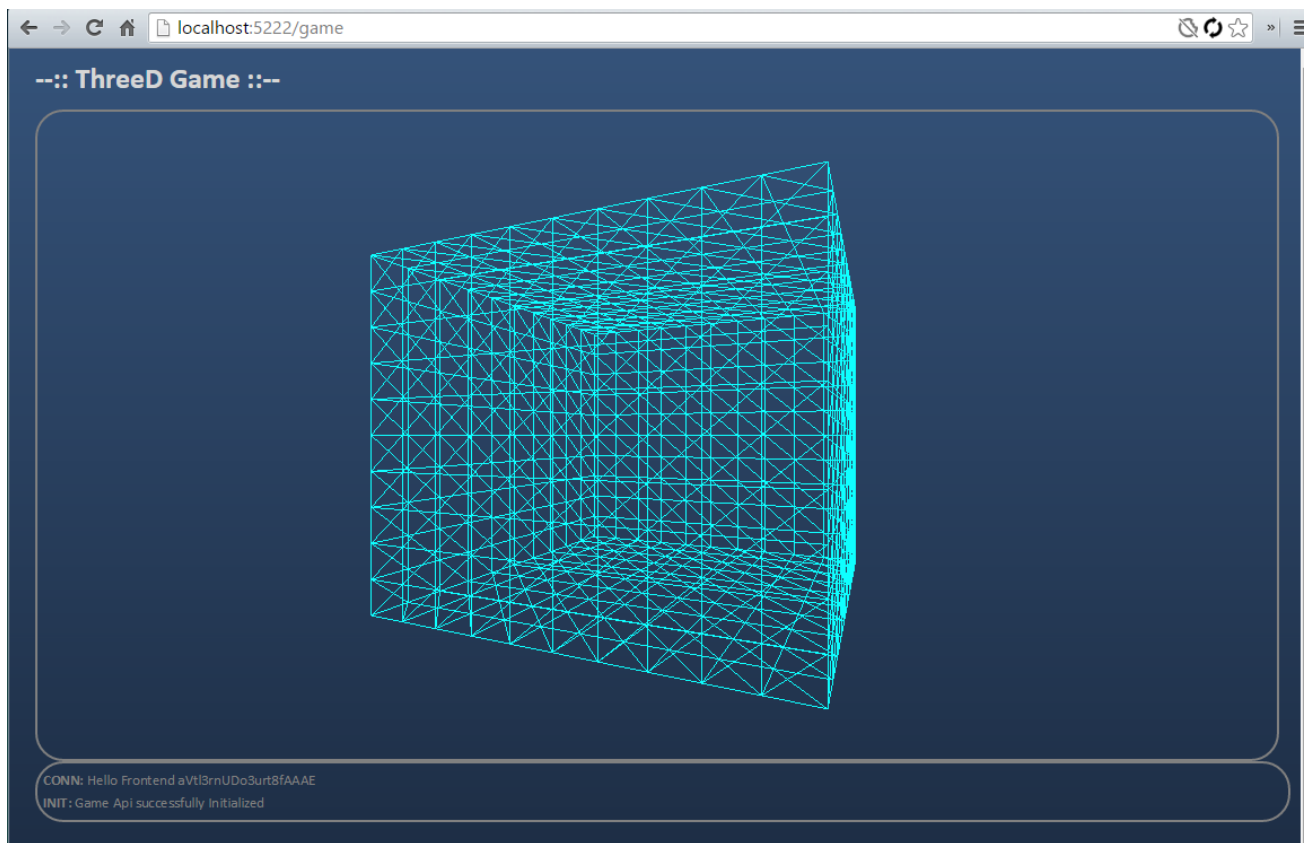 localhost:5222/game
--:: ThreeD Game ::--
CONN: Hello Frontend aVtl3rnUDo3urt8fAAAE
INIT: Game Api successfully Initialized